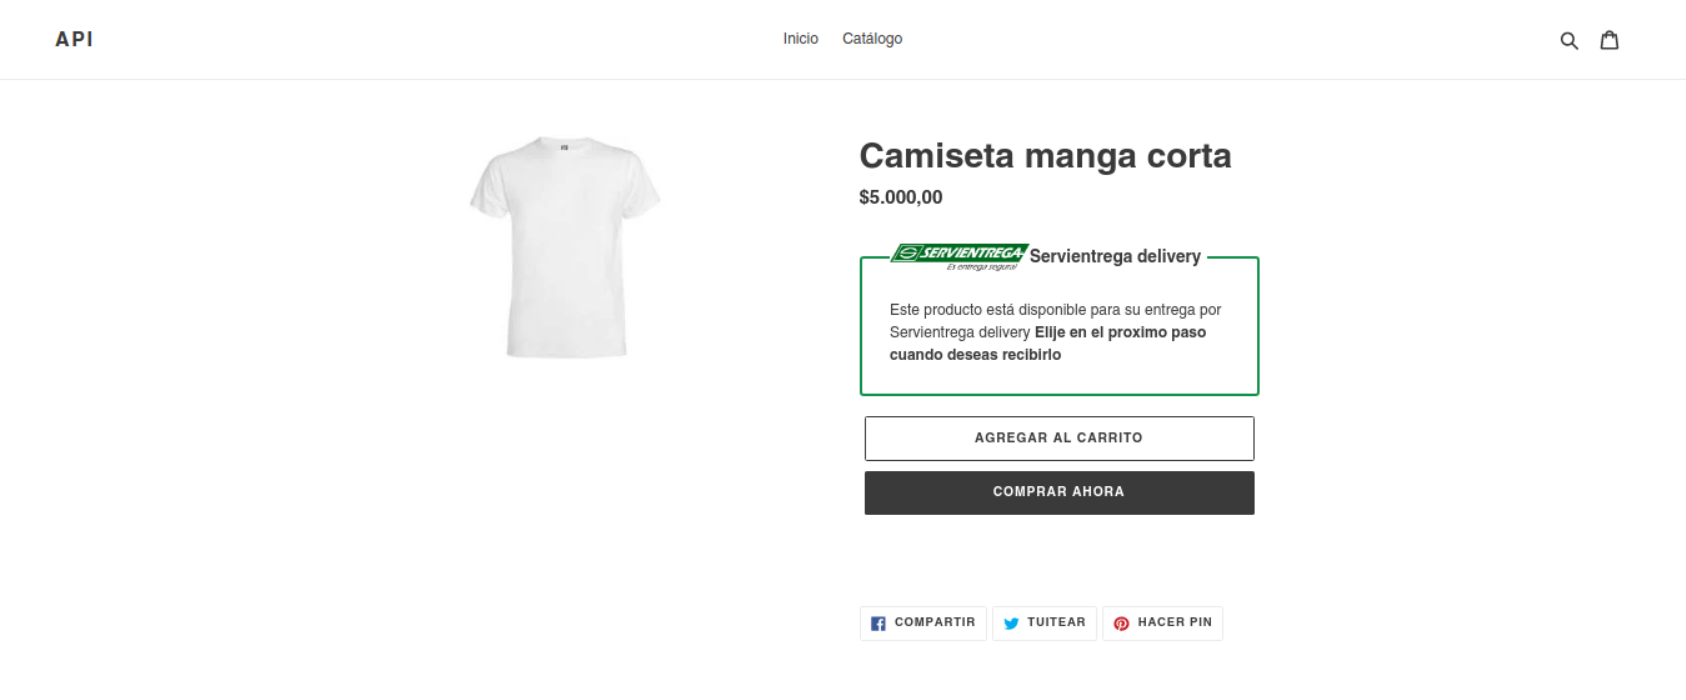 API
Inicio
Catálogo
Camiseta manga corta
$5.000,00
SERVIENTREGA
Es entrega segura!
Servientrega delivery
Este producto está disponible para su entrega por
Servientrega delivery Elije en el proximo paso
cuando deseas recibirlo
AGREGAR AL CARRITO
COMPRAR AHORA
COMPARTIR
TUITEAR
HACER PIN